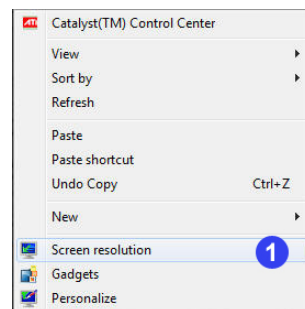 ATI Catalyst(TM) Control Center
View
Sort by
Refresh
Paste
Paste shortcut
Undo Copy Ctrl+Z
New
Screen resolution 1
Gadgets
Personalize